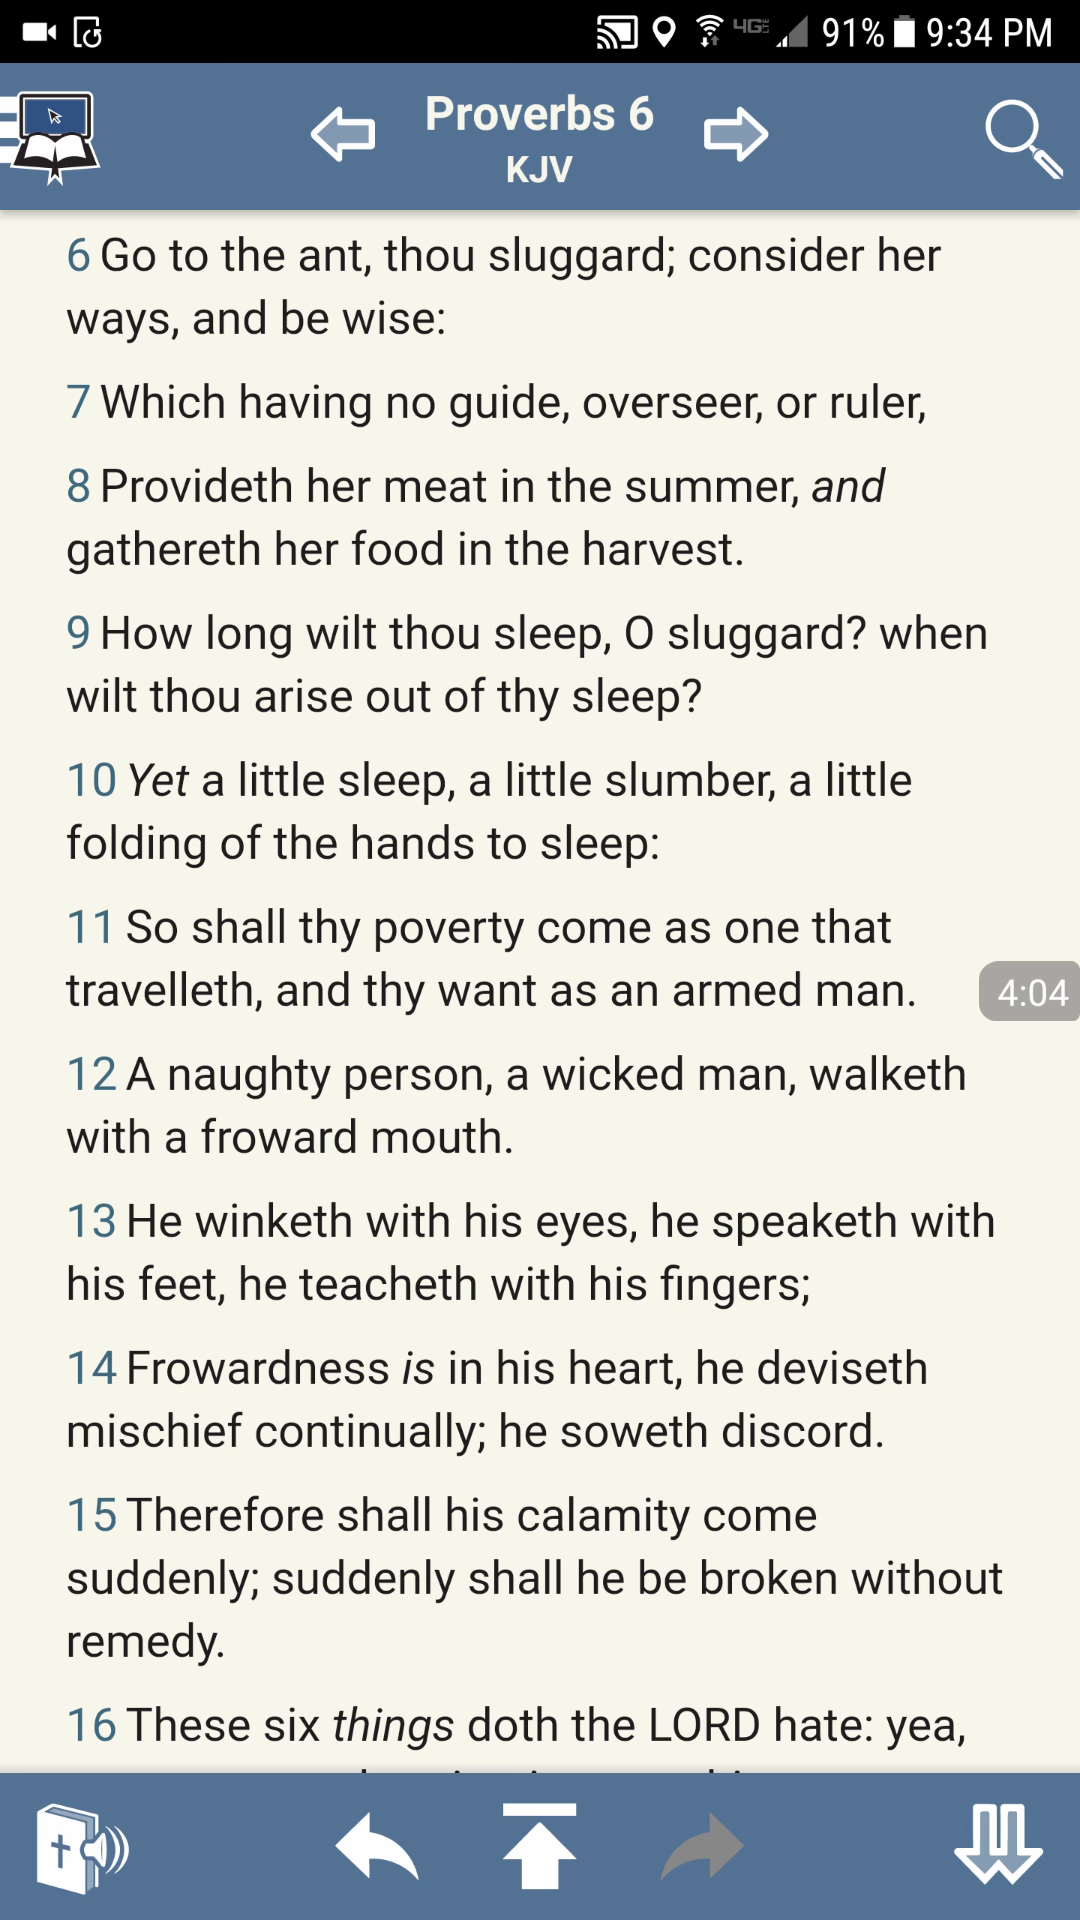 4G LTE 91% 9:34 PM
Proverbs 6
KJV
6 Go to the ant, thou sluggard; consider her
ways, and be wise:
7 Which having no guide, overseer, or ruler,
8 Provideth her meat in the summer, and
gathereth her food in the harvest.
9 How long wilt thou sleep, O sluggard? when
wilt thou arise out of thy sleep?
10 Yet a little sleep, a little slumber, a little
folding of the hands to sleep:
11 So shall thy poverty come as one that
travelleth, and thy want as an armed man.
4:04
12 A naughty person, a wicked man, walketh
with a froward mouth.
13 He winketh with his eyes, he speaketh with
his feet, he teacheth with his fingers;
14 Frowardness is in his heart, he deviseth
mischief continually; he soweth discord.
15 Therefore shall his calamity come
suddenly; suddenly shall he be broken without
remedy.
16 These six things doth the LORD hate: yea,